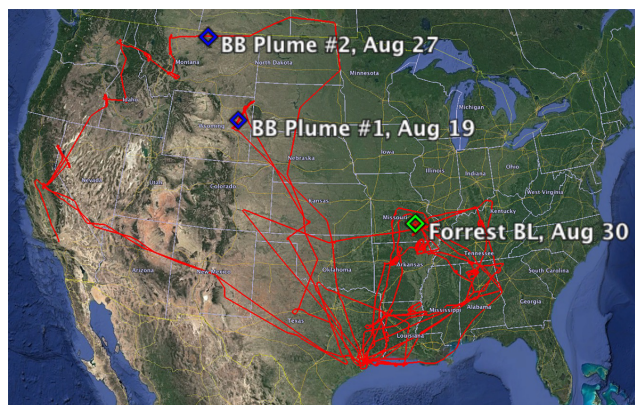 BB Plume #2, Aug 27
Montana
North Dakota
Minnesota
Idaho
BB Plume #1, Aug 19
Wyoming
Michigan
Iowa
Nebraska
Nevada
Utah
Illinois
Indiana
Ohio
Colorado
West Virginia
Kansas
Missouri
Kentucky
Forrest BL, Aug 30
Arizona
New Mexico
Oklahoma
Arkansas
Tennessee
South Carolina
Texas
Mississippi
Alabama
Georgia
Louisiana